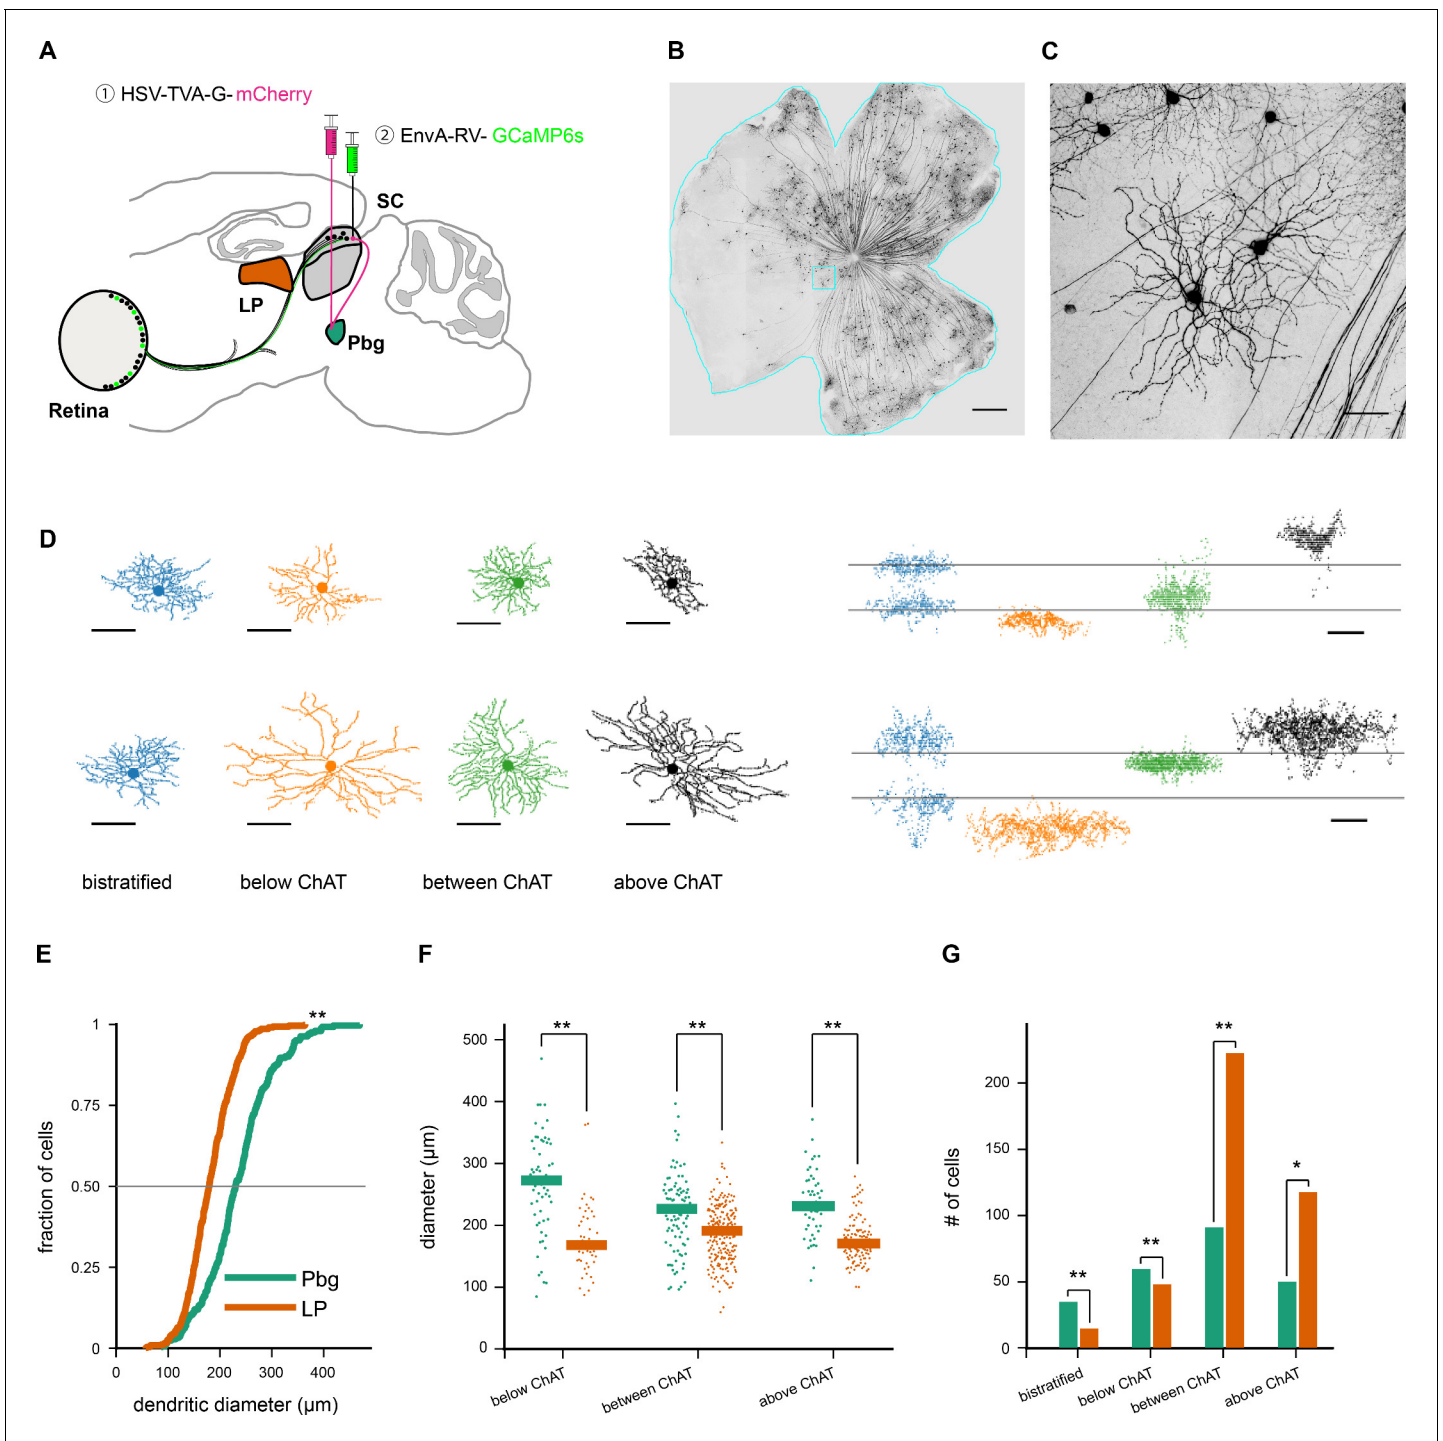 A
B
C
① HSV-TVA-G-mCherry
② EnvA-RV- GCaMP6s
SC
LP
Pbg
Retina
D
bistratified
below ChAT
between ChAT
above ChAT
E
F
G
**
1
0.75
0.50
0.25
0
fraction of cells
Pbg
LP
0
100
200
300
400
dendritic diameter (µm)
**
**
**
500
400
300
200
100
0
diameter (µm)
below ChAT
between ChAT
above ChAT
**
**
**
*
200
150
100
50
0
# of cells
bistratified
below ChAT
between ChAT
above ChAT